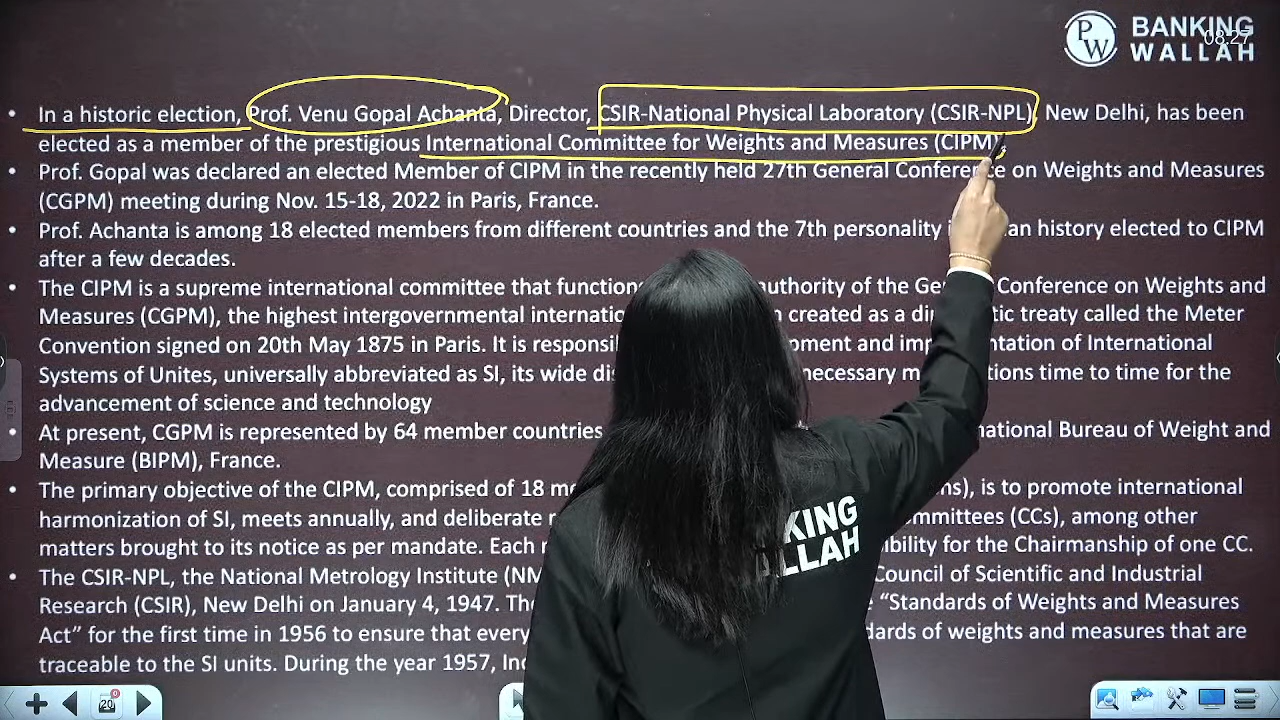 PW BANKING WALLAH
08:27
• In a historic election, Prof. Venu Gopal Achanta, Director, CSIR-National Physical Laboratory (CSIR-NPL), New Delhi, has been
elected as a member of the prestigious International Committee for Weights and Measures (CIPM).
• Prof. Gopal was declared an elected Member of CIPM in the recently held 27th General Conference on Weights and Measures
(CGPM) meeting during Nov. 15-18, 2022 in Paris, France.
• Prof. Achanta is among 18 elected members from different countries and the 7th personality an history elected to CIPM
after a few decades.
• The CIPM is a supreme international committee that function authority of the Ge Conference on Weights and
Measures (CGPM), the highest intergovernmental internatio created as a dip tic treaty called the Meter
Convention signed on 20th May 1875 in Paris. It is responsi pment and imp ntation of International
Systems of Unites, universally abbreviated as SI, its wide dis necessary m tions time to time for the
advancement of science and technology
• At present, CGPM is represented by 64 member countries national Bureau of Weight and
Measure (BIPM), France.
• The primary objective of the CIPM, comprised of 18 me ns), is to promote international
harmonization of SI, meets annually, and deliberate mmittees (CCs), among other
matters brought to its notice as per mandate. Each ibility for the Chairmanship of one CC.
• The CSIR-NPL, the National Metrology Institute (NM Council of Scientific and Industrial
Research (CSIR), New Delhi on January 4, 1947. The "Standards of Weights and Measures
Act" for the first time in 1956 to ensure that every dards of weights and measures that are
traceable to the SI units. During the year 1957, In
KING
ALLAH
20
0